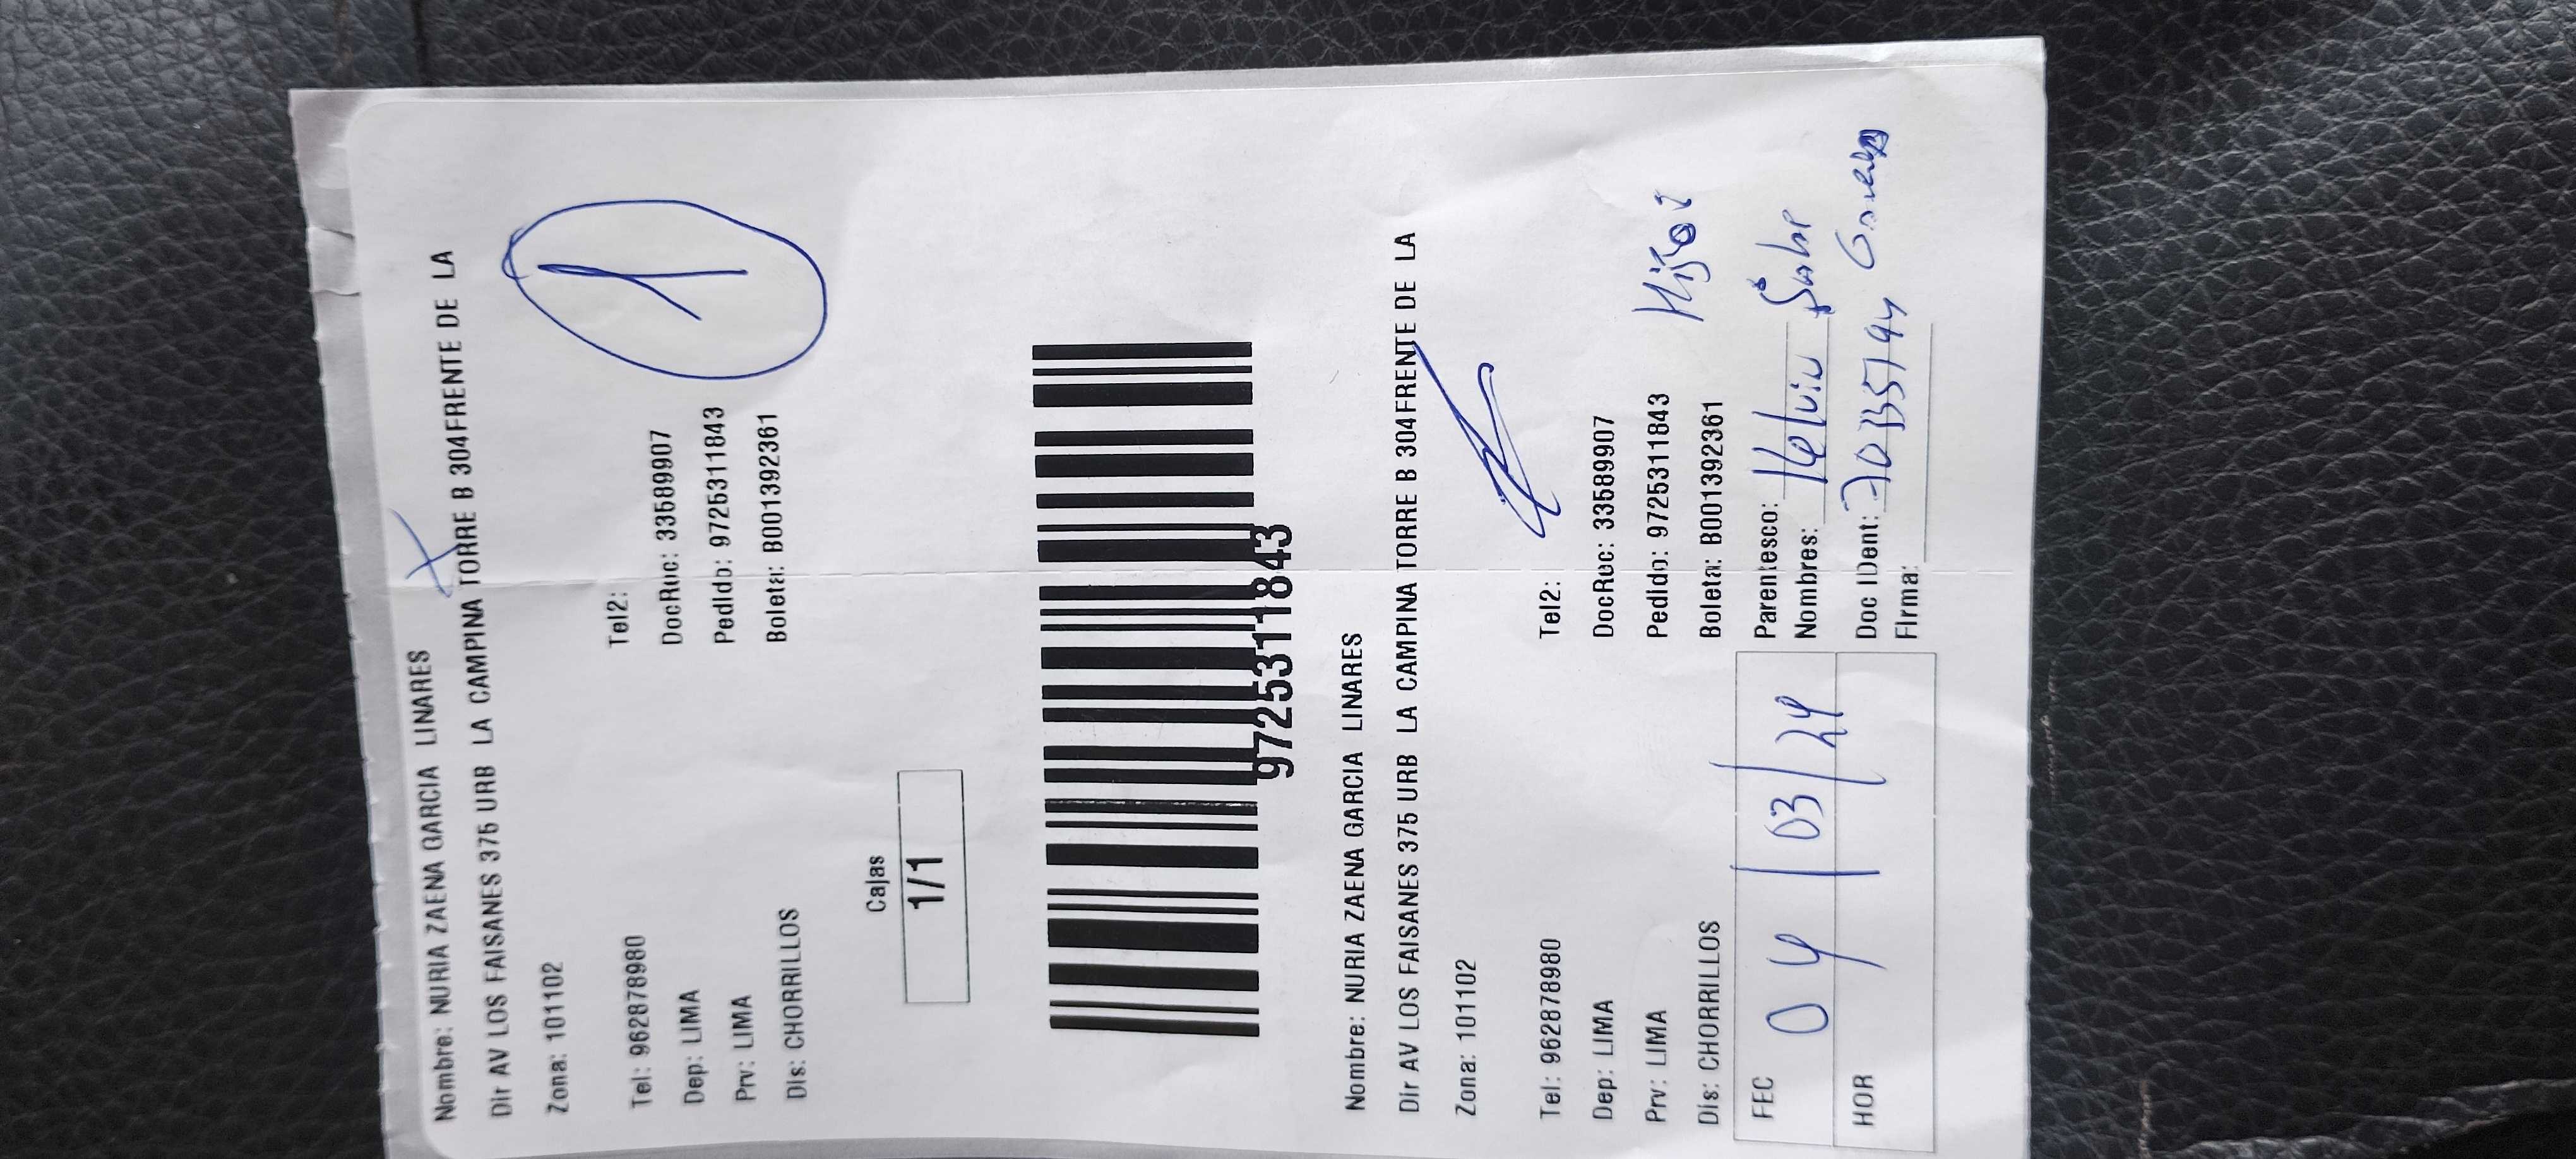 Nombre: NURIA ZAENA GARCIA LINARES
Dir AV LOS FAISANES 375 URB LA CAMPINA TORRE B 304FRENTE DE LA
Zona: 101102
Tel: 962878980 Tel2:
Dep: LIMA DocRuc: 33589907
Prv: LIMA Pedido: 9725311843
Dis: CHORRILLOS Boleta: B001392361
1
Cajas
1/1
9725311843
Nombre: NURIA ZAENA GARCIA LINARES
Dir AV LOS FAISANES 375 URB LA CAMPINA TORRE B 304FRENTE DE LA
Zona: 101102
Tel: 962878980 Tel2:
Dep: LIMA DocRuc: 33589907
Prv: LIMA Pedido: 9725311843
Dis: CHORRILLOS Boleta: B001392361
FEC 04/03/24 Parentesco:
Nombres: Kelvin
HOR Doc IDent:
Firma: